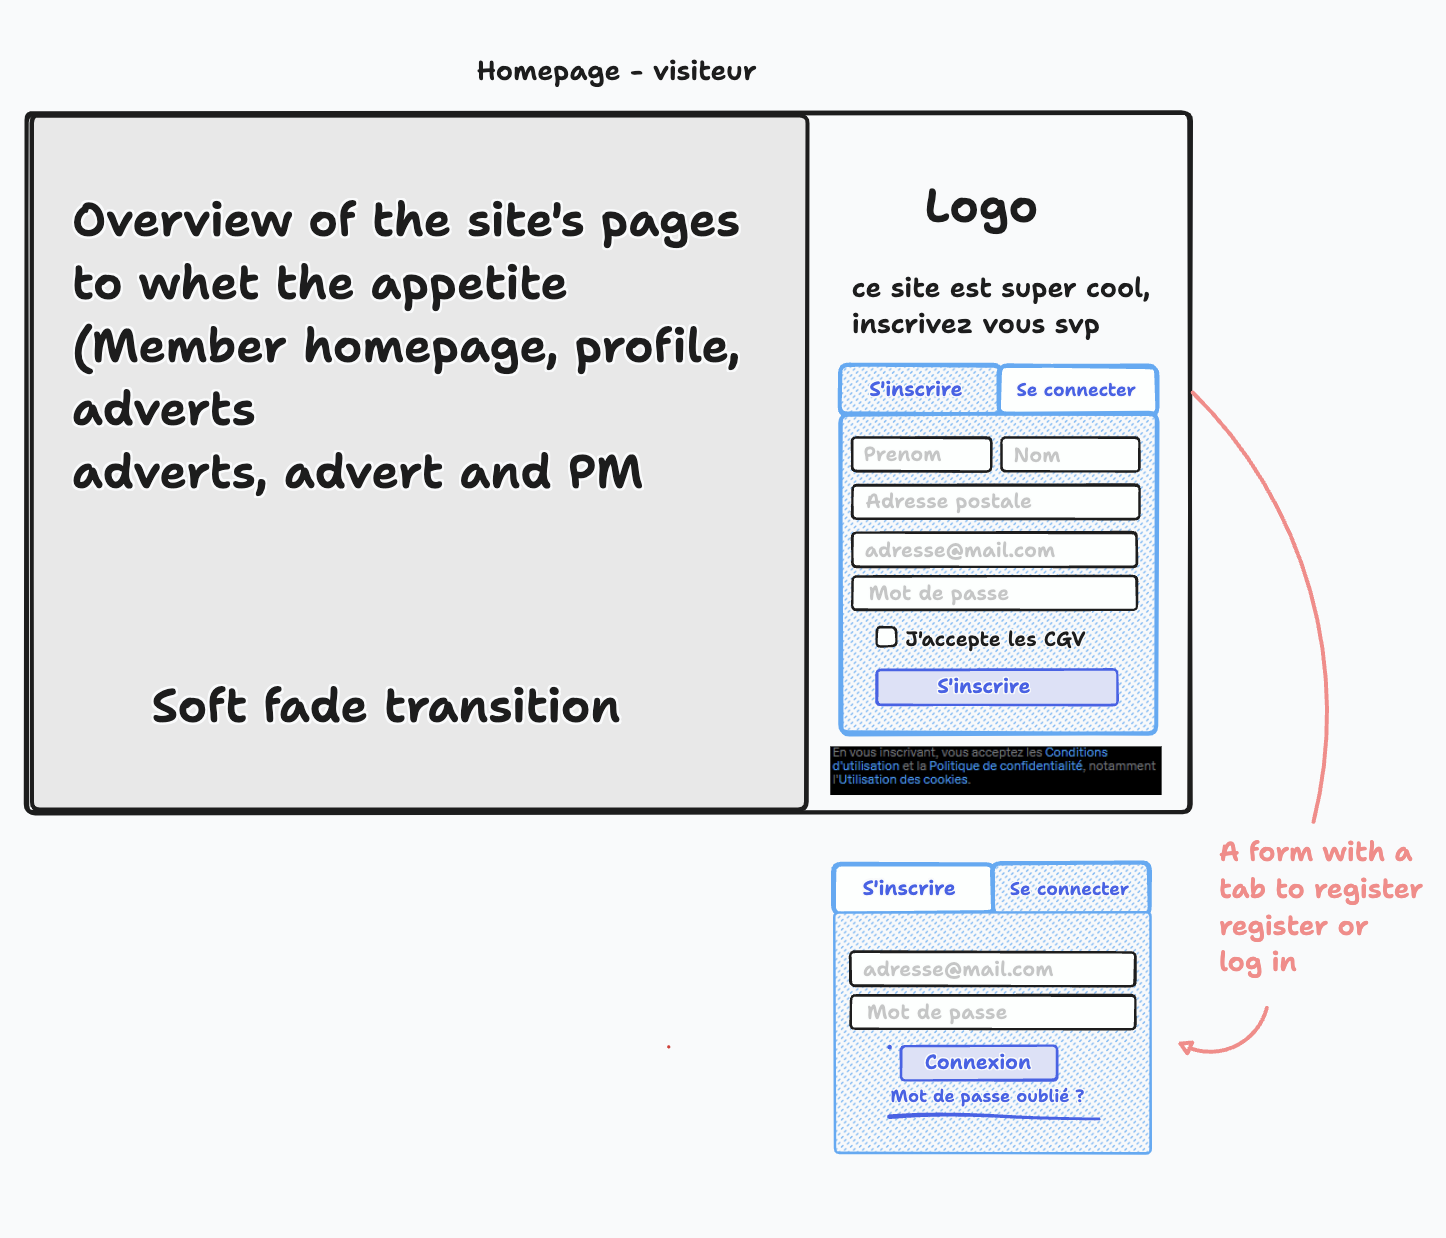 Homepage - visiteur
Overview of the site's pages
to whet the appetite
(Member homepage, profile,
adverts
adverts, advert and PM
Soft fade transition
Logo
ce site est super cool,
inscrivez vous svp
S'inscrire
Se connecter
Prenom
Nom
Adresse postale
adresse@mail.com
Mot de passe
J'accepte les CGV
S'inscrire
En vous inscrivant, vous acceptez les Conditions
d'utilisation et la Politique de confidentialité, notamment
l'Utilisation des cookies.
A form with a
tab to register
register or
log in
S'inscrire
Se connecter
adresse@mail.com
Mot de passe
Connexion
Mot de passe oublié ?